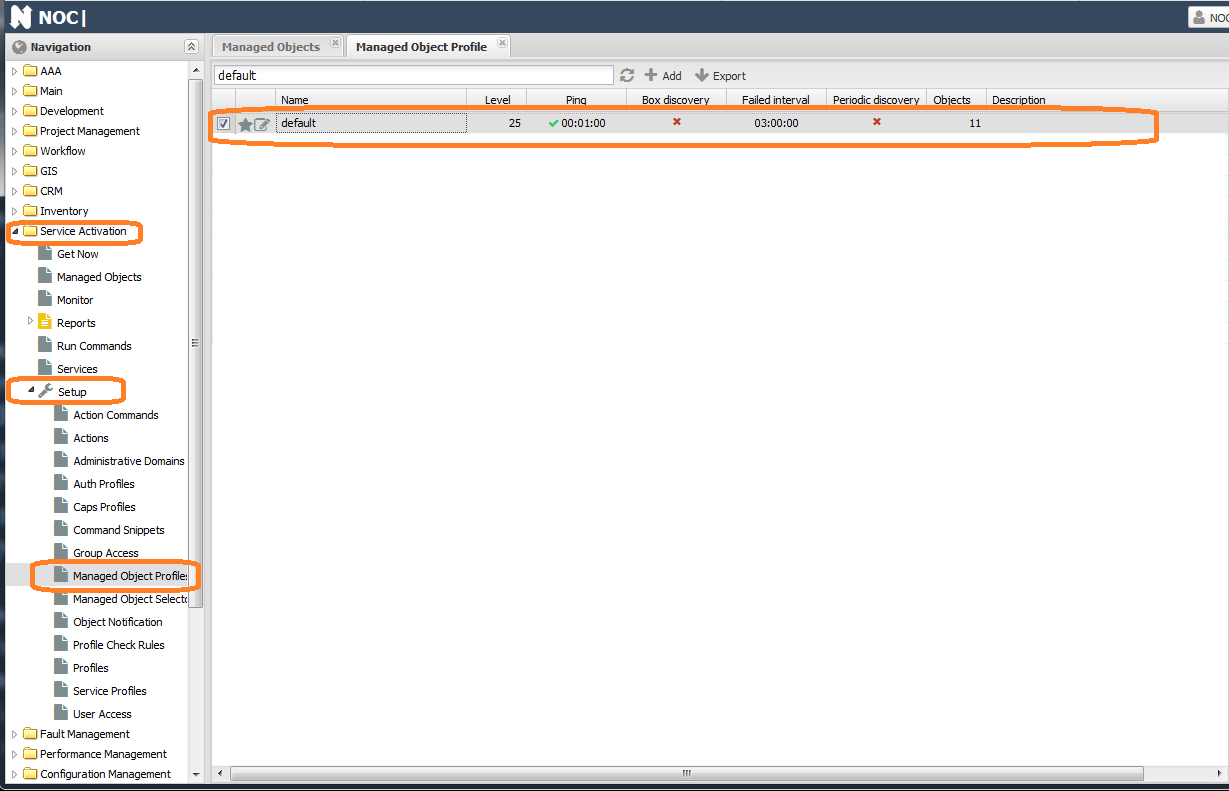 NOC|
NOC
Navigation
AAA
Main
Development
Project Management
Workflow
GIS
CRM
Inventory
Service Activation
Get Now
Managed Objects
Monitor
Reports
Run Commands
Services
Setup
Action Commands
Actions
Administrative Domains
Auth Profiles
Caps Profiles
Command Snippets
Group Access
Managed Object Profiles
Managed Object Selecto
Object Notification
Profile Check Rules
Profiles
Service Profiles
User Access
Fault Management
Performance Management
Configuration Management
Managed Objects Managed Object Profile
default Add Export
Name Level Ping Box discovery Failed interval Periodic discovery Objects Description
default 25 00:01:00 03:00:00 11